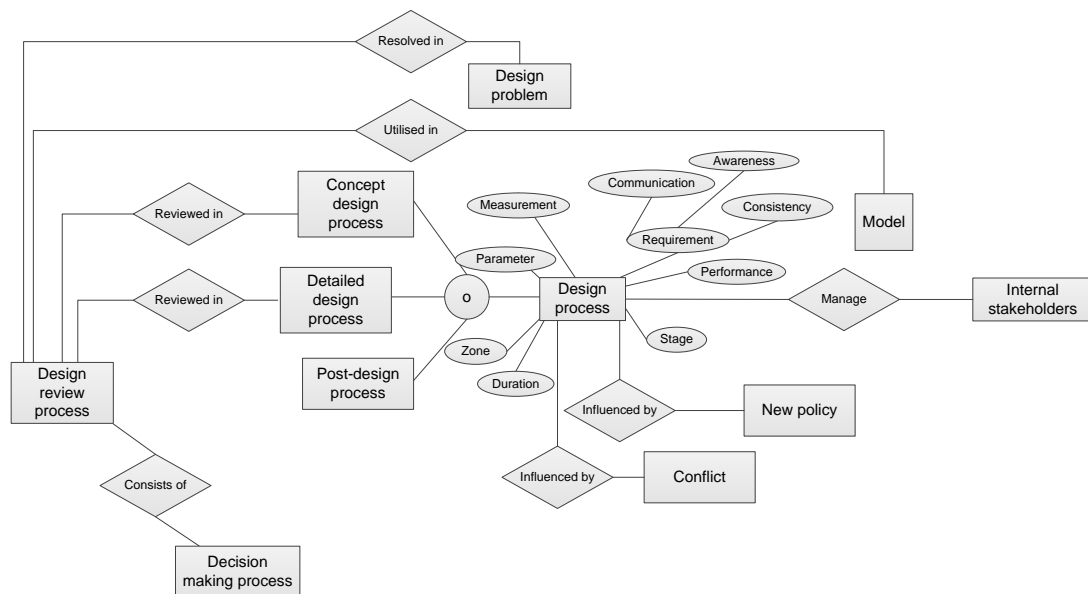 Resolved in
Design
problem
Utilised in
Awareness
Communication
Concept
design
process
Reviewed in
Measurement
Consistency
Model
Requirement
Parameter
Performance
Detailed
design
process
Reviewed in
o
Design
process
Manage
Internal
stakeholders
Stage
Zone
Post-design
process
Duration
Design
review
process
Influenced by
New policy
Influenced by
Conflict
Consists of
Decision
making process